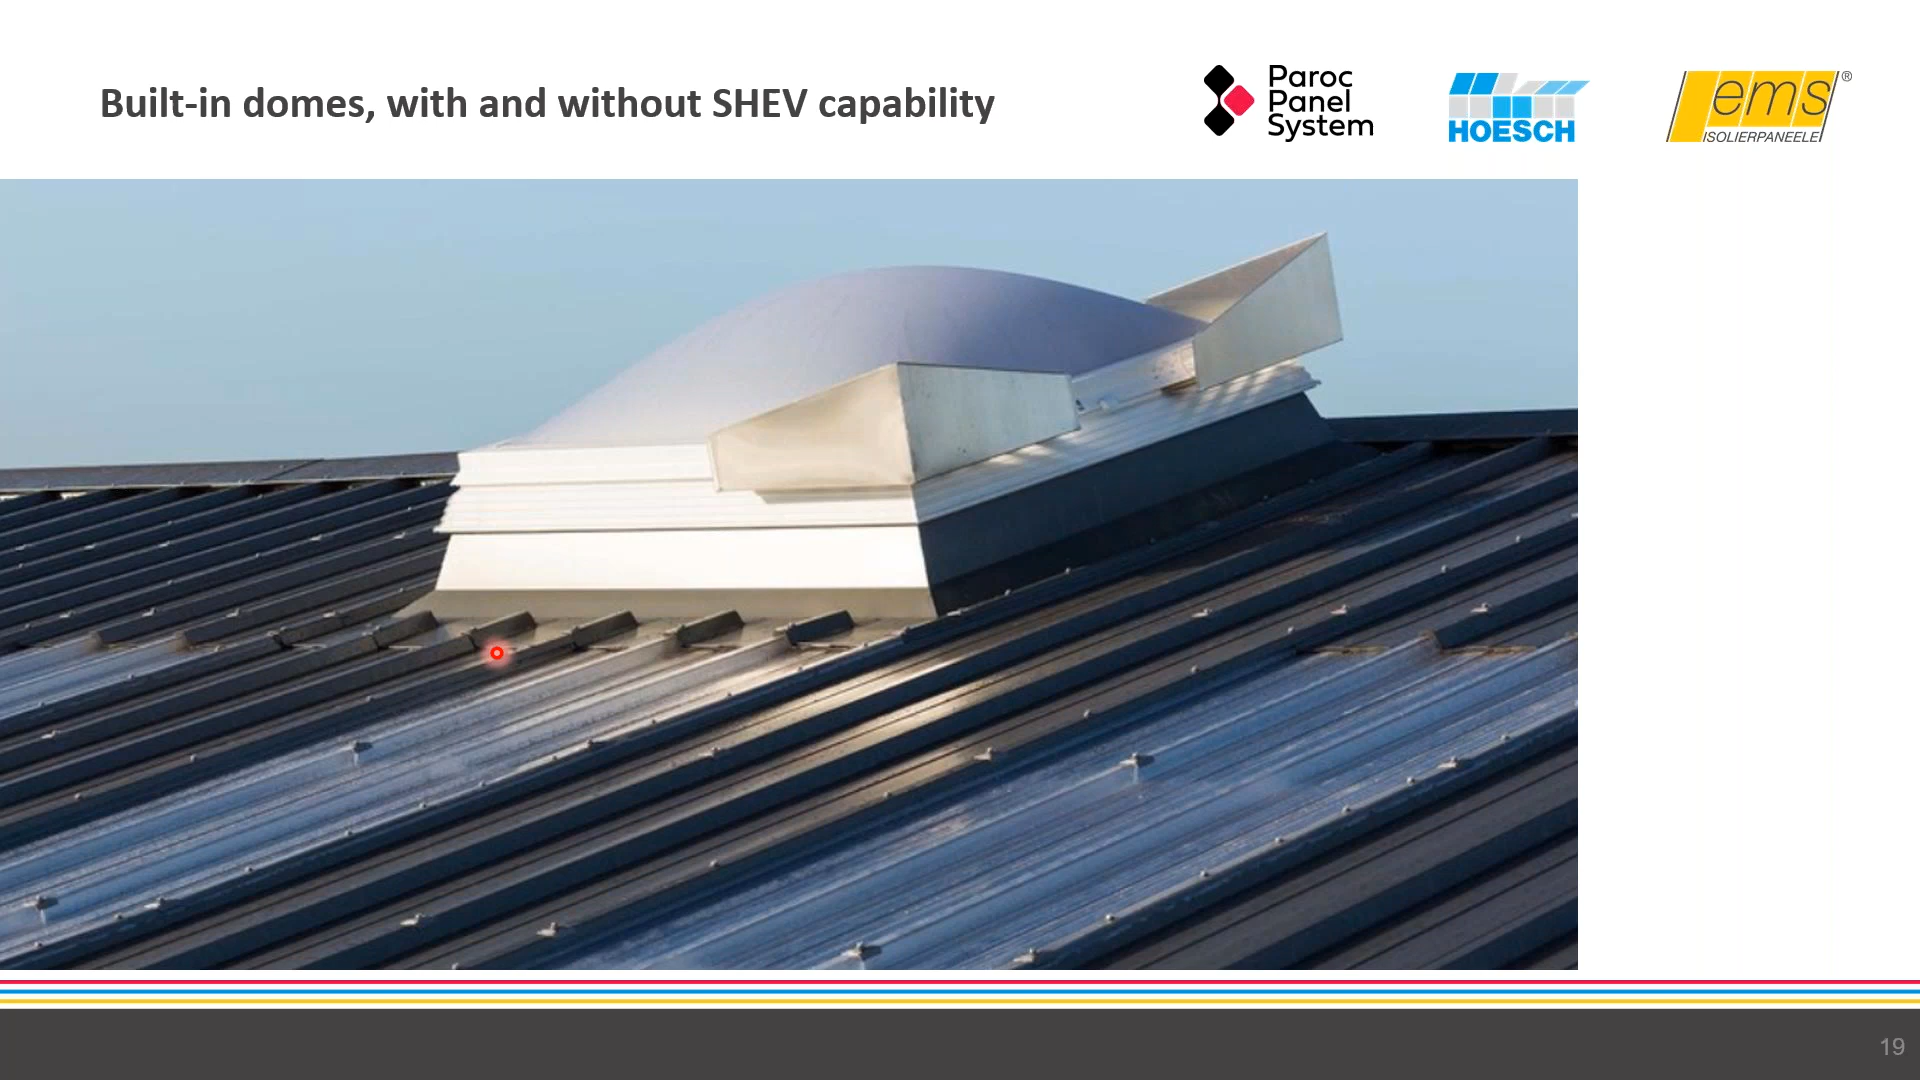 Built-in domes, with and without SHEV capability
Paroc
Panel
System
HOESCH
ems
®
ISOLIERPANEELE
19